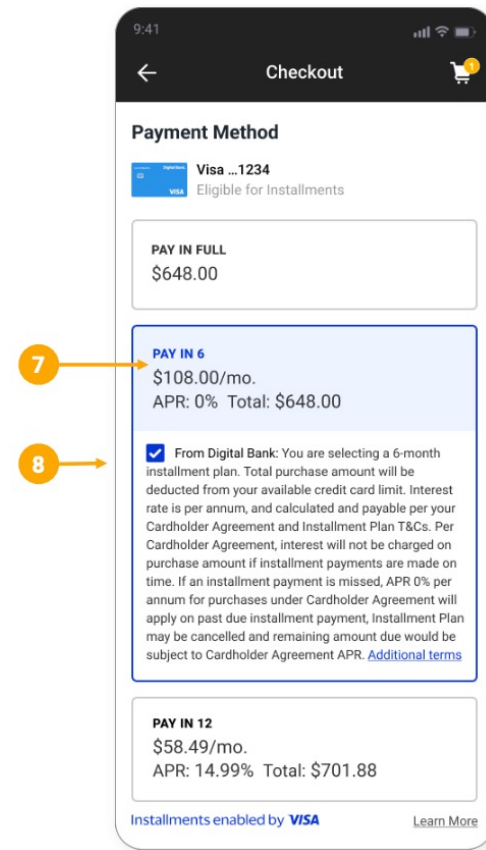 9:41
Checkout
1
Payment Method
Digital Bank.
VISA
Visa ...1234
Eligible for Installments
PAY IN FULL
$648.00
7
PAY IN 6
$108.00/mo.
APR: 0% Total: $648.00
8
From Digital Bank: You are selecting a 6-month
installment plan. Total purchase amount will be
deducted from your available credit card limit. Interest
rate is per annum, and calculated and payable per your
Cardholder Agreement and Installment Plan T&Cs. Per
Cardholder Agreement, interest will not be charged on
purchase amount if installment payments are made on
time. If an installment payment is missed, APR 0% per
annum for purchases under Cardholder Agreement will
apply on past due installment payment, Installment Plan
may be cancelled and remaining amount due would be
subject to Cardholder Agreement APR. Additional terms
PAY IN 12
$58.49/mo.
APR: 14.99% Total: $701.88
Installments enabled by VISA
Learn More